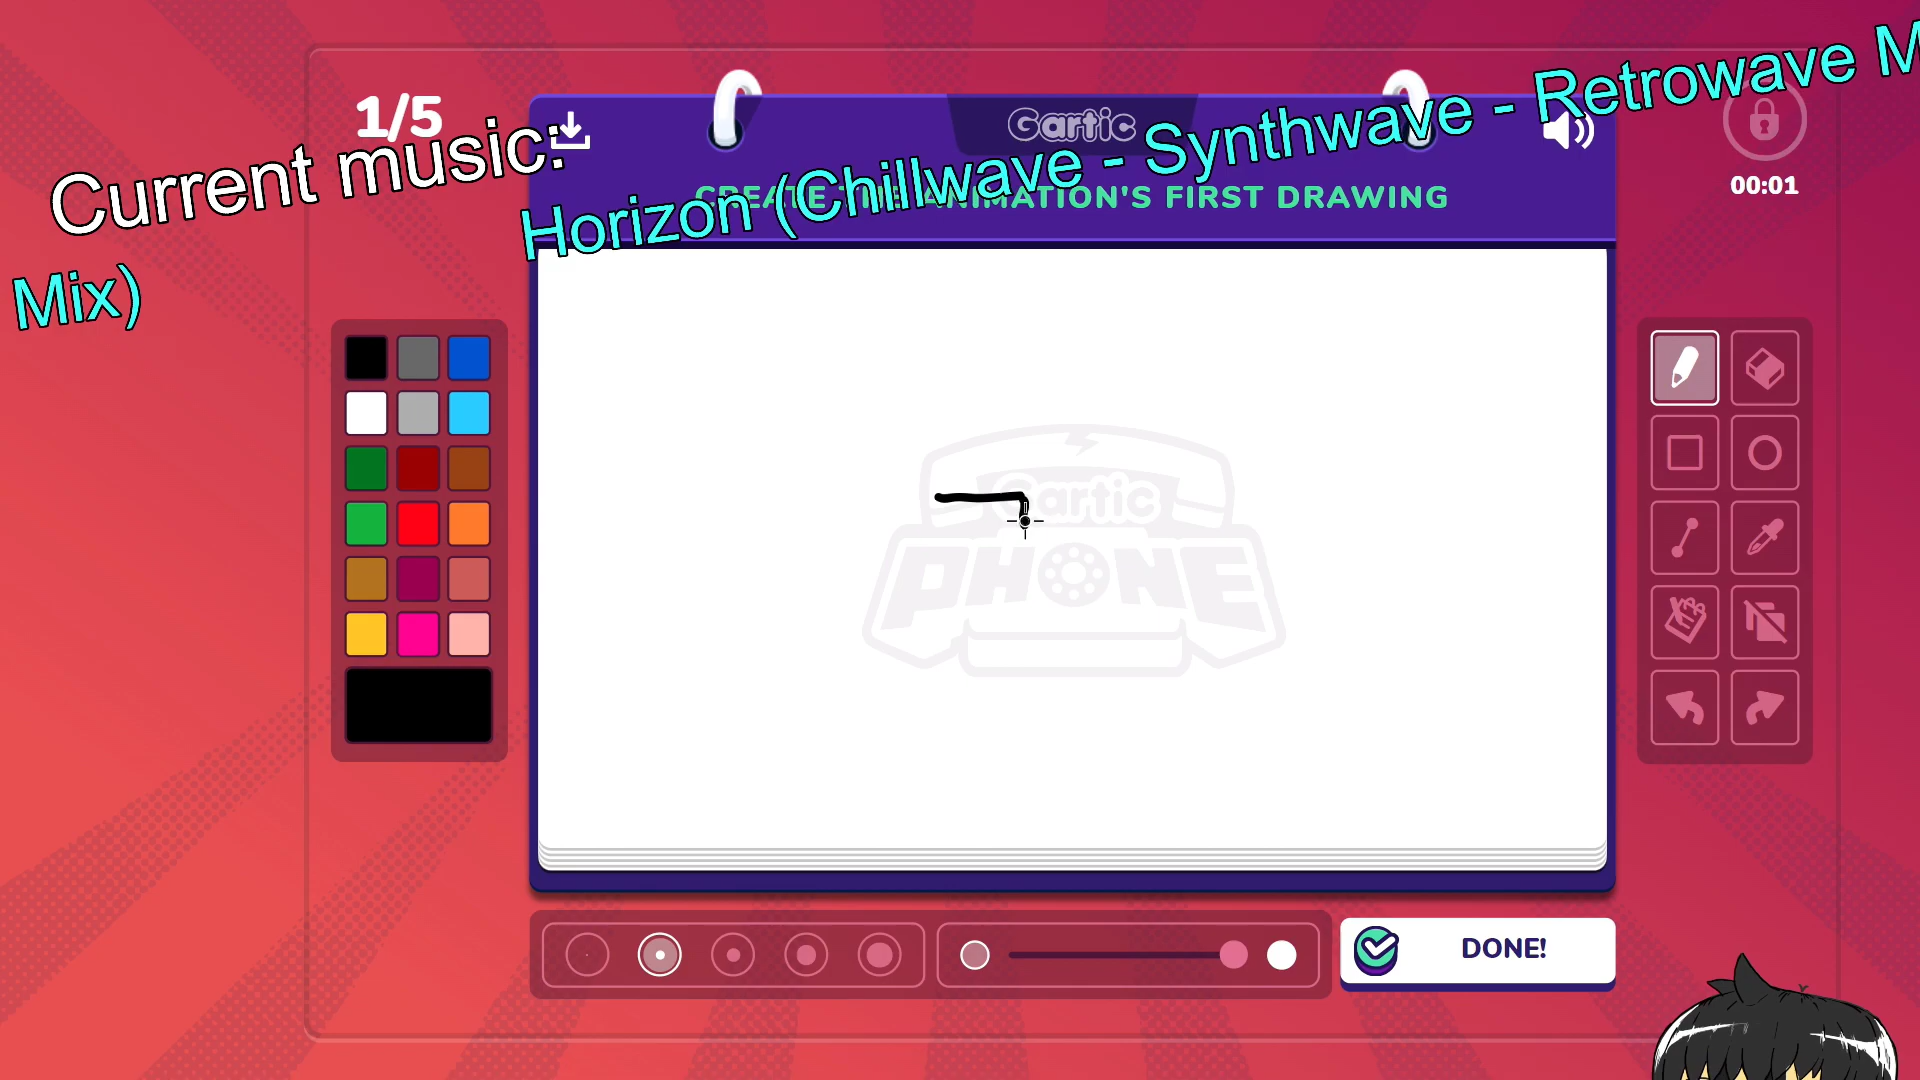 1/5
Current music:
Horizon (Chillwave - Synthwave - Retrowave M
Mix)
Gartic
CREATE THE ANIMATION'S FIRST DRAWING
00:01
Gartic
PHONE
DONE!